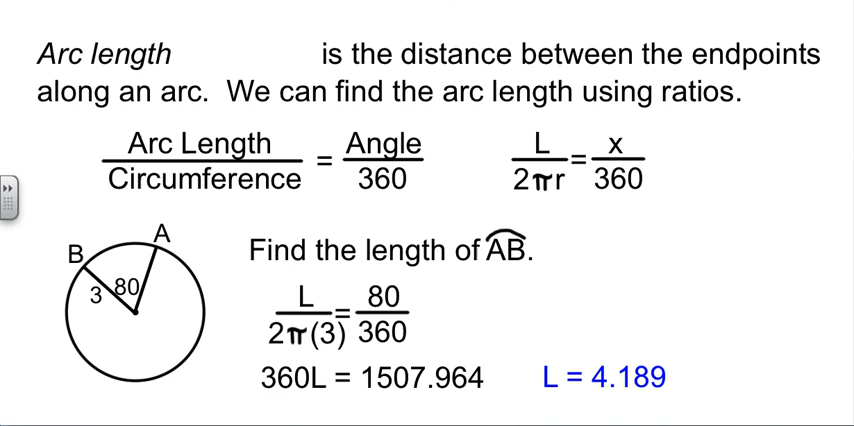 Arc length is the distance between the endpoints
along an arc. We can find the arc length using ratios.
Arc Length / Circumference = Angle / 360
L / 2πr = x / 360
A
B
3 80
Find the length of A͡B.
L / 2π(3) = 80 / 360
360L = 1507.964 L = 4.189